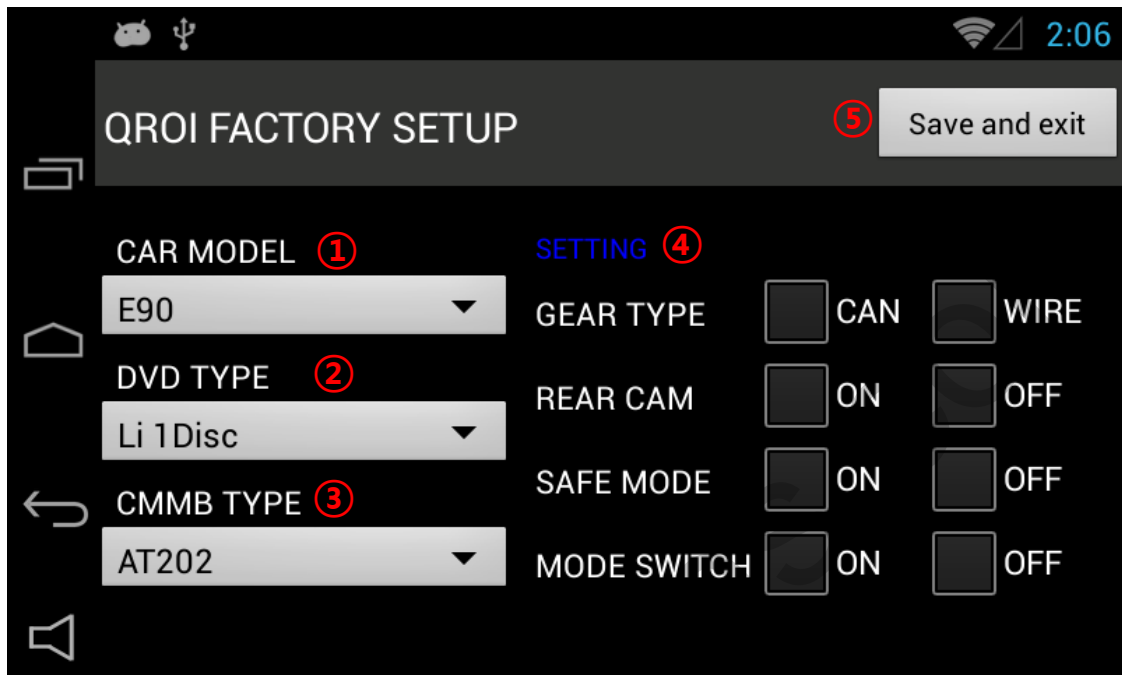 2:06
QROI FACTORY SETUP
⑤ Save and exit
CAR MODEL ①
E90
DVD TYPE ②
Li 1Disc
CMMB TYPE ③
AT202
SETTING ④
GEAR TYPE CAN WIRE
REAR CAM ON OFF
SAFE MODE ON OFF
MODE SWITCH ON OFF